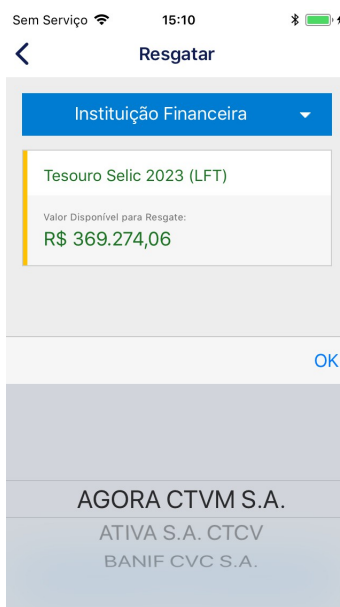 Sem Serviço 15:10
Resgatar
Instituição Financeira
Tesouro Selic 2023 (LFT)
Valor Disponível para Resgate:
R$ 369.274,06
OK
AGORA CTVM S.A.
ATIVA S.A. CTCV
BANIF CVC S.A.